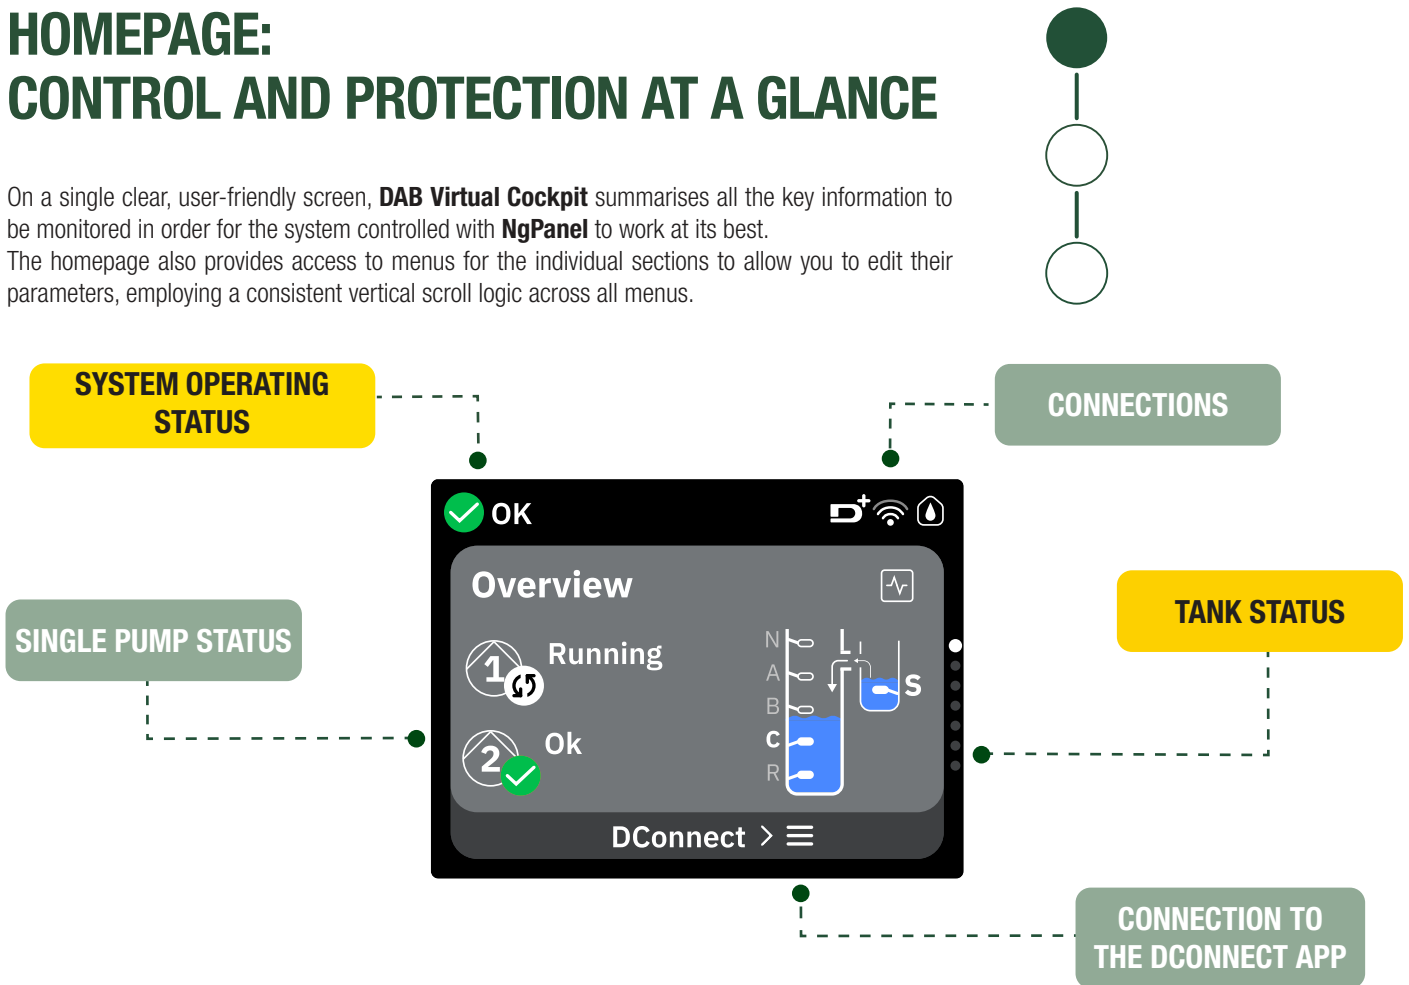 HOMEPAGE:
CONTROL AND PROTECTION AT A GLANCE
On a single clear, user-friendly screen, DAB Virtual Cockpit summarises all the key information to
be monitored in order for the system controlled with NgPanel to work at its best.
The homepage also provides access to menus for the individual sections to allow you to edit their
parameters, employing a consistent vertical scroll logic across all menus.
SYSTEM OPERATING
STATUS
CONNECTIONS
OK
D+
Overview
SINGLE PUMP STATUS
TANK STATUS
1
Running
2
Ok
N
A
B
C
R
L
S
DConnect >
CONNECTION TO
THE DCONNECT APP